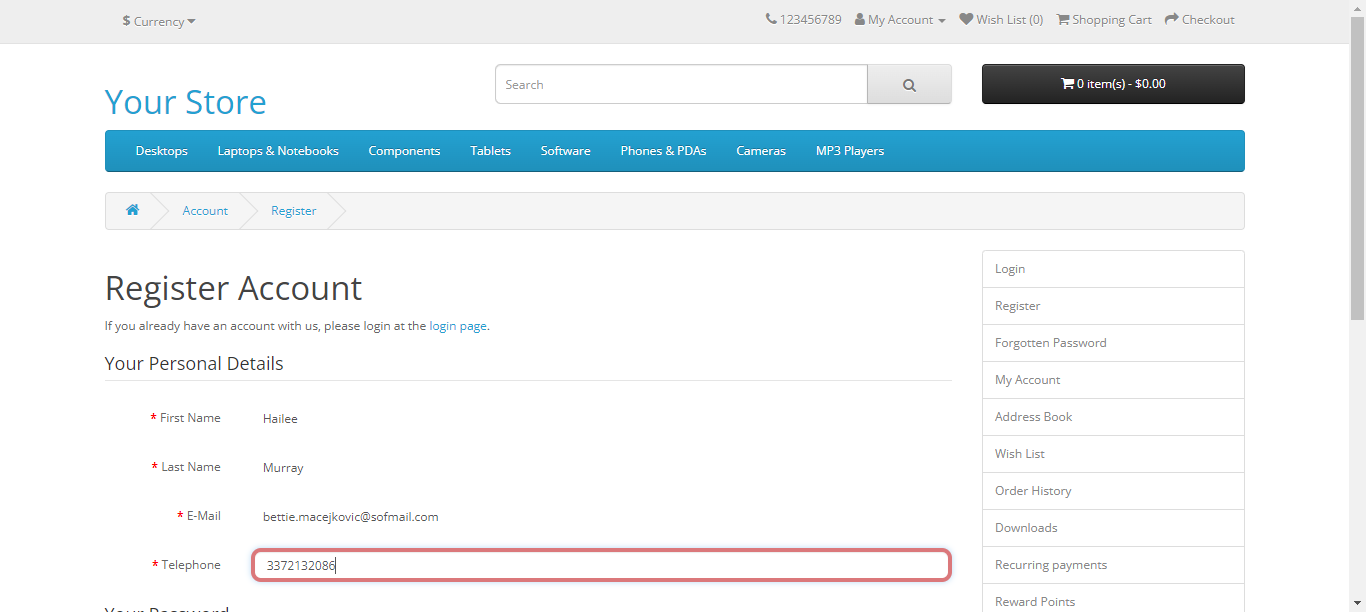 $ Currency
123456789 My Account Wish List (0) Shopping Cart Checkout
Your Store
Search
0 item(s) - $0.00
Desktops Laptops & Notebooks Components Tablets Software Phones & PDAs Cameras MP3 Players
Account Register
Register Account
If you already have an account with us, please login at the login page.
Your Personal Details
* First Name Hailee
* Last Name Murray
* E-Mail bettie.macejkovic@sofmail.com
* Telephone 3372132086
Your Password
Login
Register
Forgotten Password
My Account
Address Book
Wish List
Order History
Downloads
Recurring payments
Reward Points